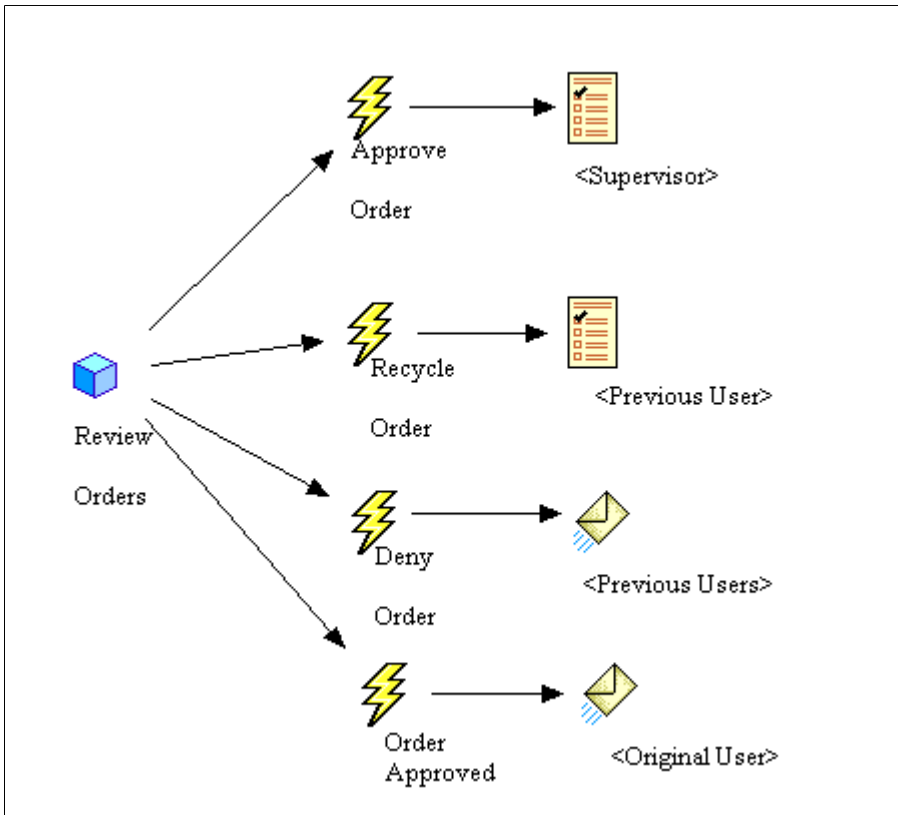 Approve
Order
<Supervisor>
Recycle
Order
<Previous User>
Review
Orders
Deny
Order
<Previous Users>
Order
Approved
<Original User>